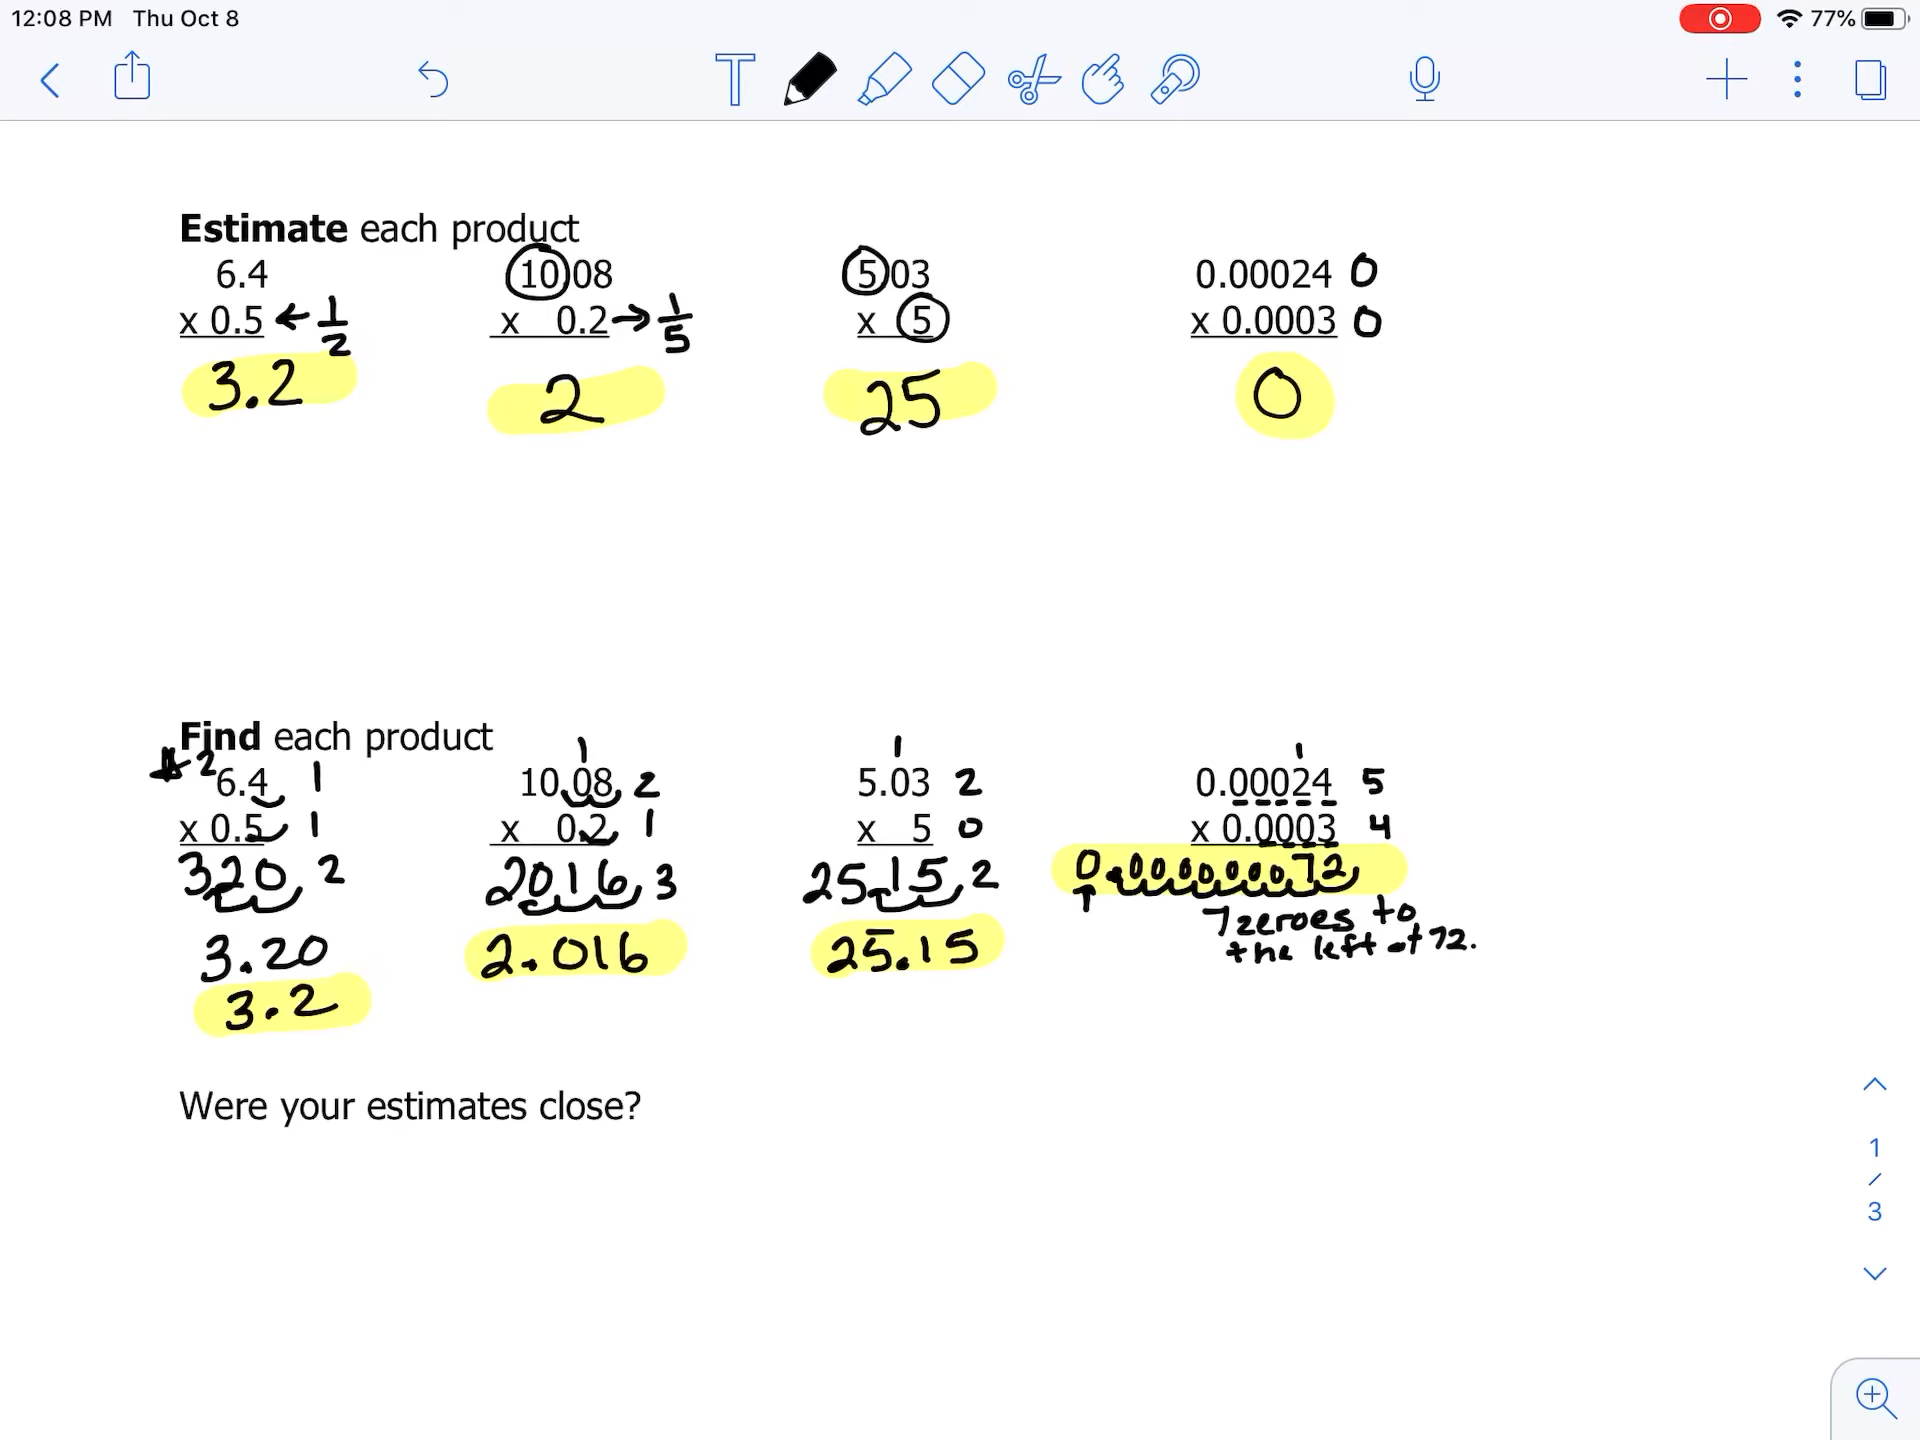 12:08 PM Thu Oct 8
77%
Estimate each product
6.4 10.08 5.03 0.00024 0
x 0.5 ← 1/2 x 0.2 → 1/5 x 5 x 0.0003 0
3.2 2 25 0
Find each product
2 1 1 1
6.4 1 10.08 2 5.03 2 0.00024 5
x 0.5 1 x 0.2 1 x 5 0 x 0.0003 4
320 2 2016 3 25.15 2 0.000000072
7 zeroes to
the left of 72.
3.20 2.016 25.15
3.2
Were your estimates close?
1
/
3